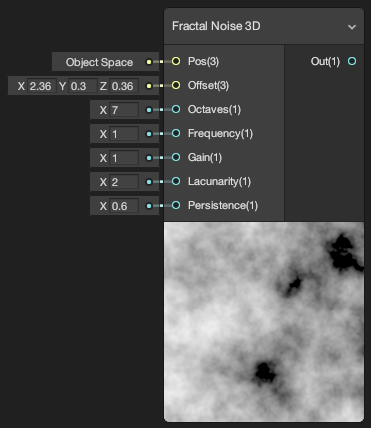 Fractal Noise 3D
Object Space Pos(3) Out(1)
X 2.36 Y 0.3 Z 0.36 Offset(3)
X 7 Octaves(1)
X 1 Frequency(1)
X 1 Gain(1)
X 2 Lacunarity(1)
X 0.6 Persistence(1)